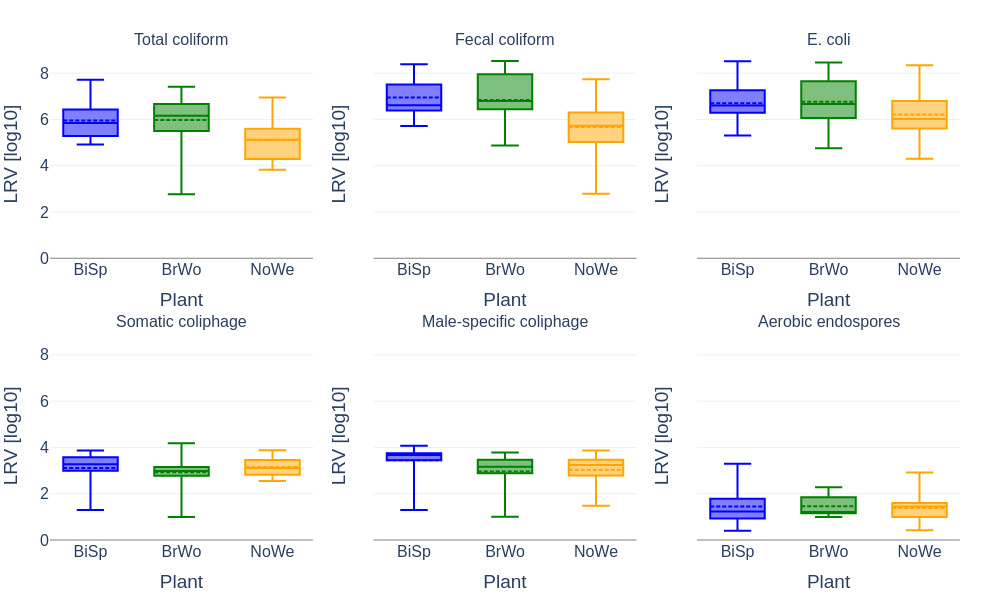 Total coliform
Fecal coliform
E. coli
8
6
4
2
0
LRV [log10]
LRV [log10]
LRV [log10]
BiSp
BrWo
NoWe
BiSp
BrWo
NoWe
BiSp
BrWo
NoWe
Plant
Plant
Plant
Somatic coliphage
Male-specific coliphage
Aerobic endospores
8
6
4
2
0
LRV [log10]
LRV [log10]
LRV [log10]
BiSp
BrWo
NoWe
BiSp
BrWo
NoWe
BiSp
BrWo
NoWe
Plant
Plant
Plant